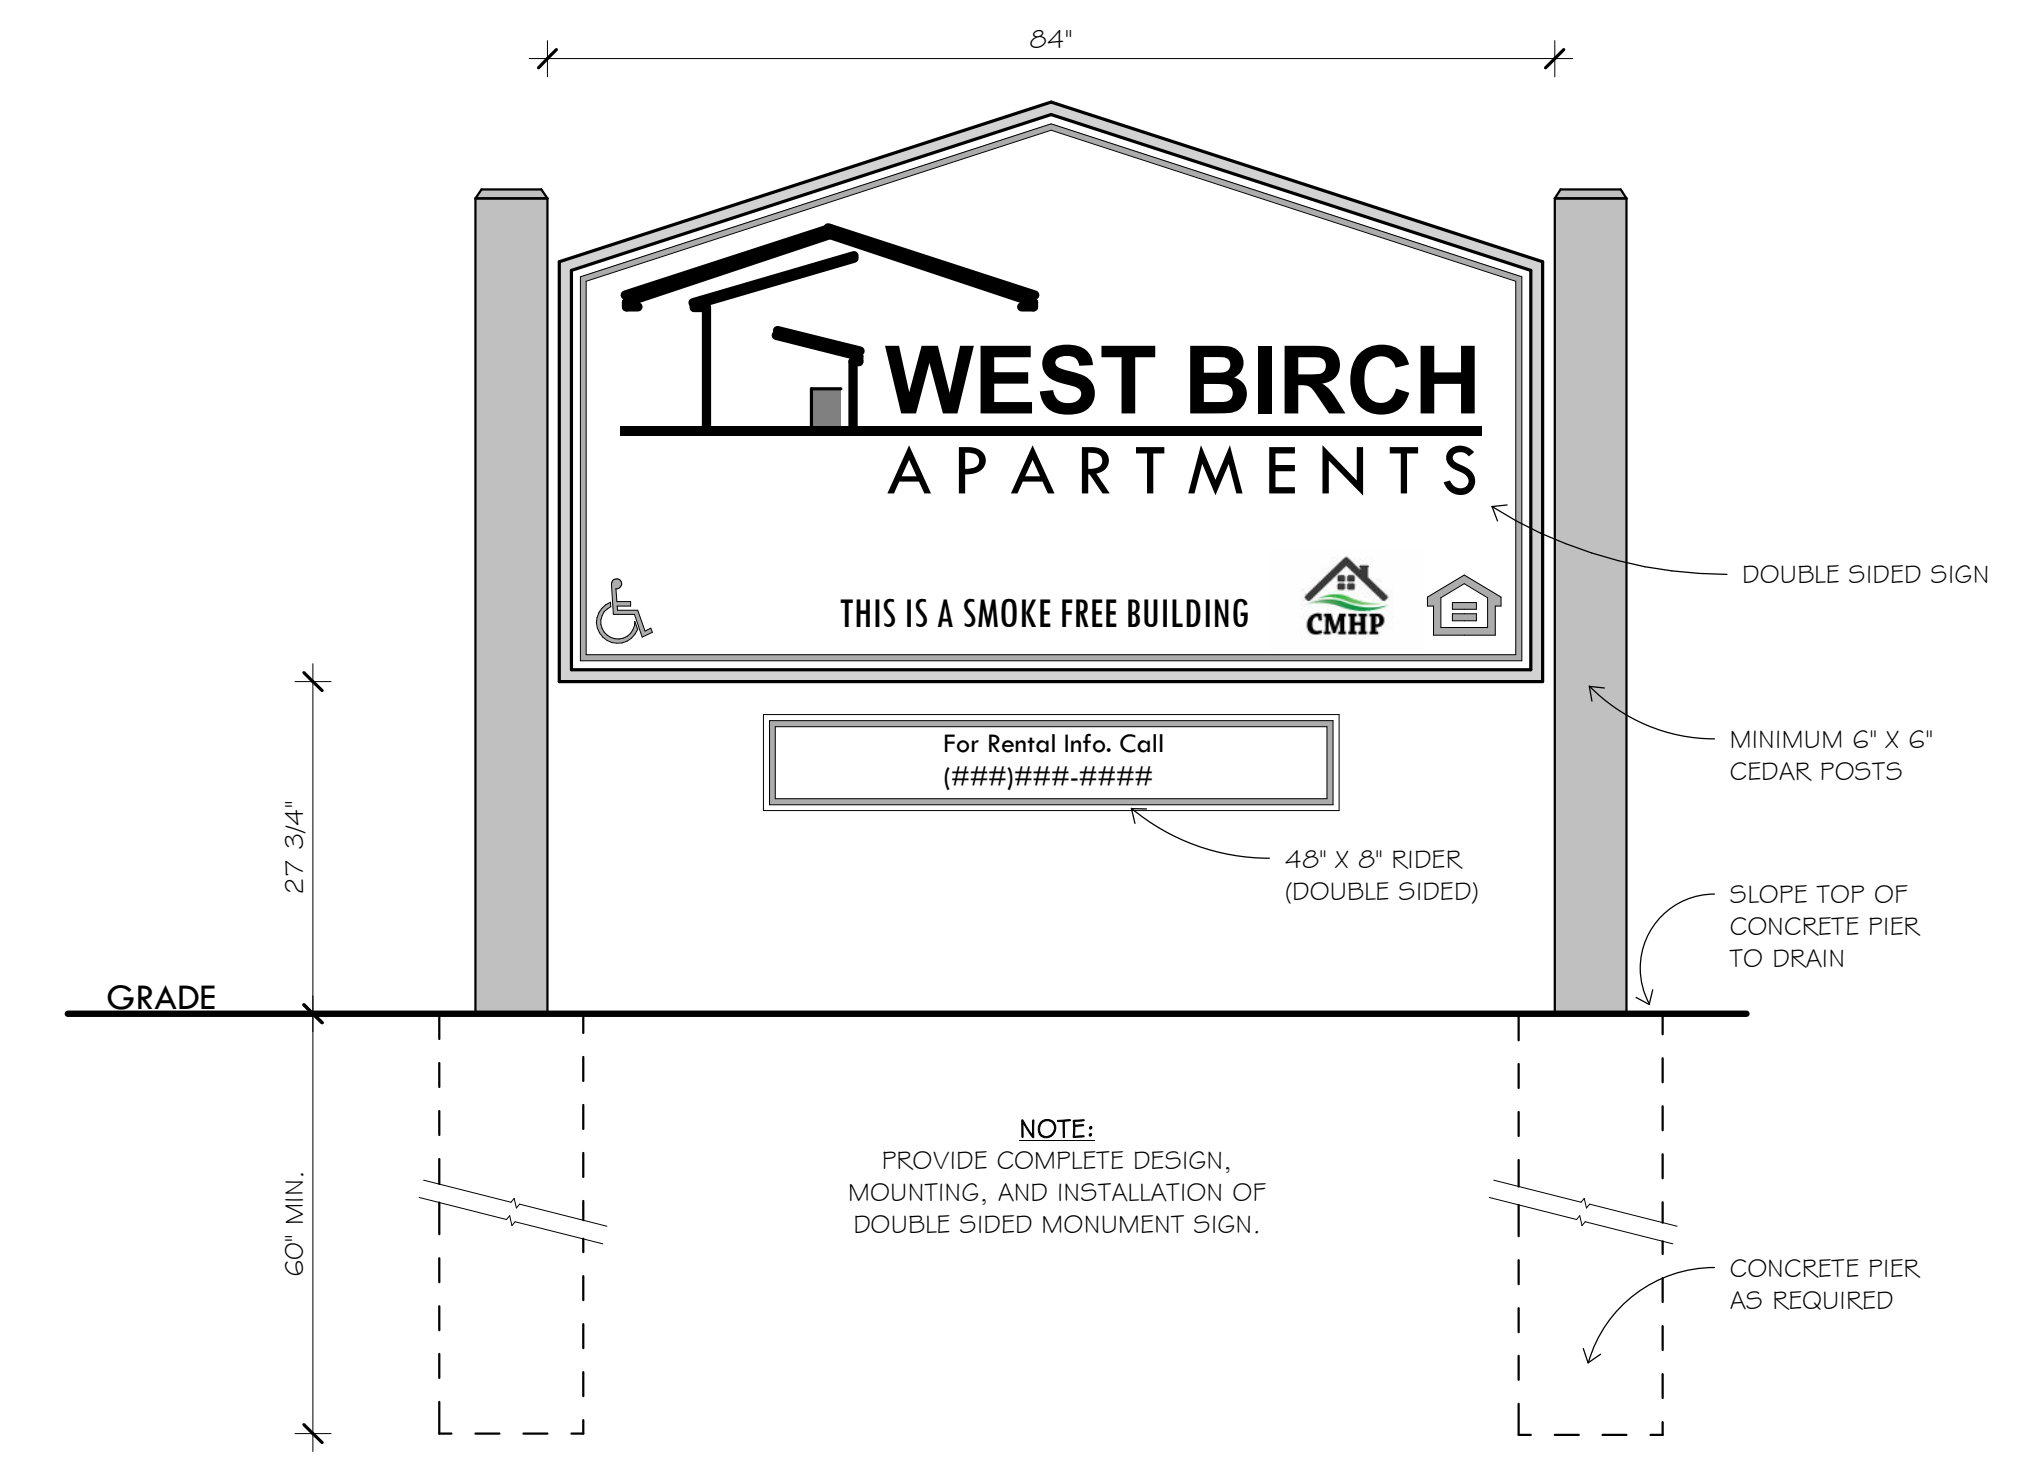 84"
WEST BIRCH
APARTMENTS
THIS IS A SMOKE FREE BUILDING
CMHP
DOUBLE SIDED SIGN
For Rental Info. Call
(###)###-####
MINIMUM 6" X 6"
CEDAR POSTS
27 3/4"
48" X 8" RIDER
(DOUBLE SIDED)
SLOPE TOP OF
CONCRETE PIER
TO DRAIN
GRADE
60" MIN.
NOTE:
PROVIDE COMPLETE DESIGN,
MOUNTING, AND INSTALLATION OF
DOUBLE SIDED MONUMENT SIGN.
CONCRETE PIER
AS REQUIRED